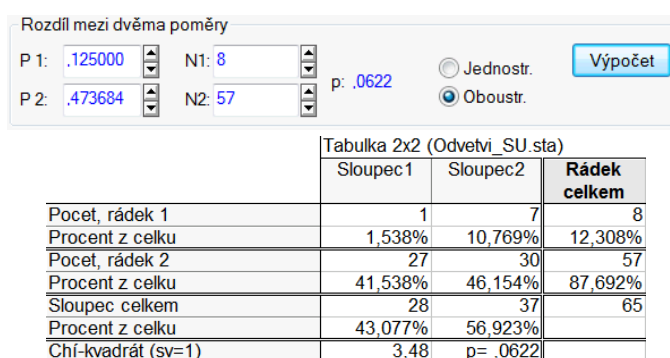 Rozdíl mezi dvěma poměry
P 1: ,125000 N1: 8 p: ,0622 Jednostr. Výpočet
P 2: ,473684 N2: 57 Oboustr.
Tabulka 2x2 (Odvetvi_SU.sta)
Sloupec1 Sloupec2 Rádek celkem
Pocet, rádek 1 1 7 8
Procent z celku 1,538% 10,769% 12,308%
Pocet, rádek 2 27 30 57
Procent z celku 41,538% 46,154% 87,692%
Sloupec celkem 28 37 65
Procent z celku 43,077% 56,923%
Chí-kvadrát (sv=1) 3,48 p= ,0622